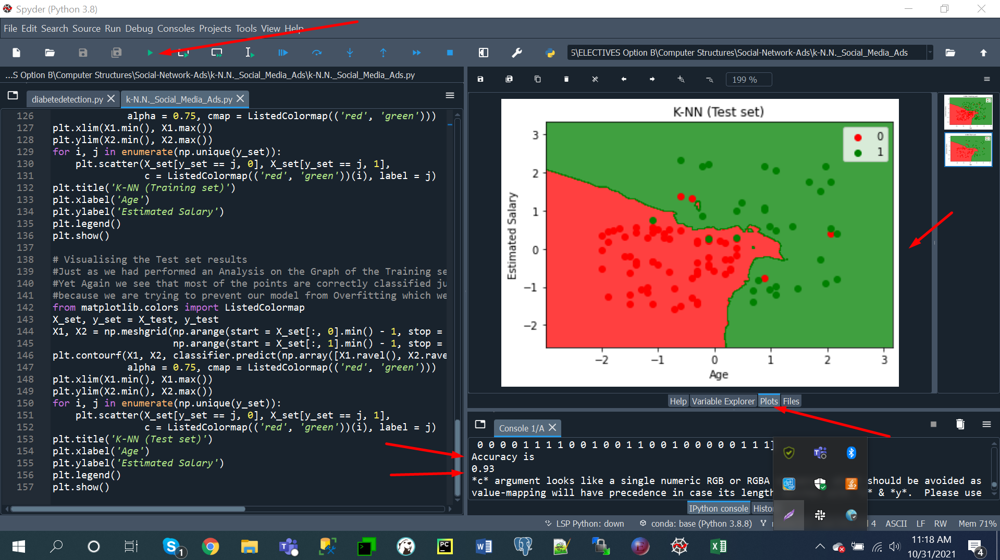 Spyder (Python 3.8)
File Edit Search Source Run Debug Consoles Projects Tools View Help
S\ELECTIVES Option B\Computer Structures\Social-Network-Ads\k-N.N._Social_Media_Ads
...S Option B\Computer Structures\Social-Network-Ads\k-N.N._Social_Media_Ads\k-N.N._Social_Media_Ads.py
diabetedetection.py
k-N.N._Social_Media_Ads.py
126 alpha = 0.75, cmap = ListedColormap(('red', 'green')))
127 plt.xlim(X1.min(), X1.max())
128 plt.ylim(X2.min(), X2.max())
129 for i, j in enumerate(np.unique(y_set)):
130 plt.scatter(X_set[y_set == j, 0], X_set[y_set == j, 1],
131 c = ListedColormap(('red', 'green'))(i), label = j)
132 plt.title('K-NN (Training set)')
133 plt.xlabel('Age')
134 plt.ylabel('Estimated Salary')
135 plt.legend()
136 plt.show()
137
138 # Visualising the Test set results
139 #Just as we had performed an Analysis on the Graph of the Training se
140 #Yet Again we see that most of the points are correctly classified ju
141 #because we are trying to prevent our model from Overfitting which we
142 from matplotlib.colors import ListedColormap
143 X_set, y_set = X_test, y_test
144 X1, X2 = np.meshgrid(np.arange(start = X_set[:, 0].min() - 1, stop =
145 np.arange(start = X_set[:, 1].min() - 1, stop =
146 plt.contourf(X1, X2, classifier.predict(np.array([X1.ravel(), X2.rave
147 alpha = 0.75, cmap = ListedColormap(('red', 'green')))
148 plt.xlim(X1.min(), X1.max())
149 plt.ylim(X2.min(), X2.max())
150 for i, j in enumerate(np.unique(y_set)):
151 plt.scatter(X_set[y_set == j, 0], X_set[y_set == j, 1],
152 c = ListedColormap(('red', 'green'))(i), label = j)
153 plt.title('K-NN (Test set)')
154 plt.xlabel('Age')
155 plt.ylabel('Estimated Salary')
156 plt.legend()
157 plt.show()
199 %
K-NN (Test set)
0
1
3
2
1
0
−1
−2
Estimated Salary
−2 −1 0 1 2 3
Age
Help Variable Explorer Plots Files
Console 1/A
0 0 0 0 1 1 1 1 0 0 1 0 0 1 1 0 0 1 0 0 0 0 0 1 1 1]
Accuracy is
0.93
*c* argument looks like a single numeric RGB or RGBA should be avoided as
value-mapping will have precedence in case its length * & *y*. Please use
IPython console Histo
LSP Python: down conda: base (Python 3.8.8) 4 ASCII LF RW Mem 71%
1
PC
11:18 AM
10/31/2021
4